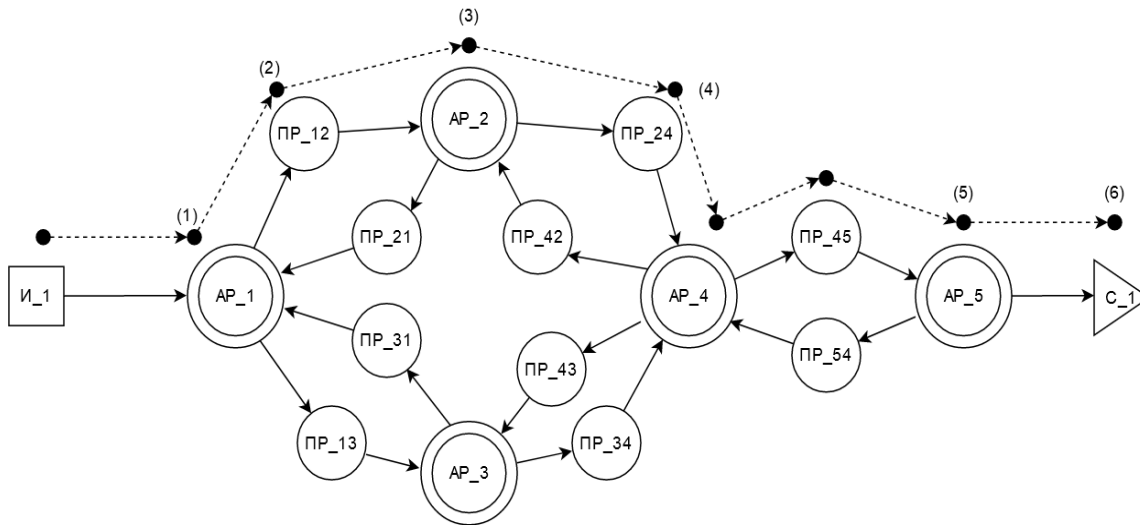 (3)
(2)
(4)
АР_2
ПР_12
ПР_24
(1)
(5)
(6)
ПР_21
ПР_42
ПР_45
И_1
АР_1
АР_4
АР_5
С_1
ПР_31
ПР_43
ПР_54
ПР_13
ПР_34
АР_3